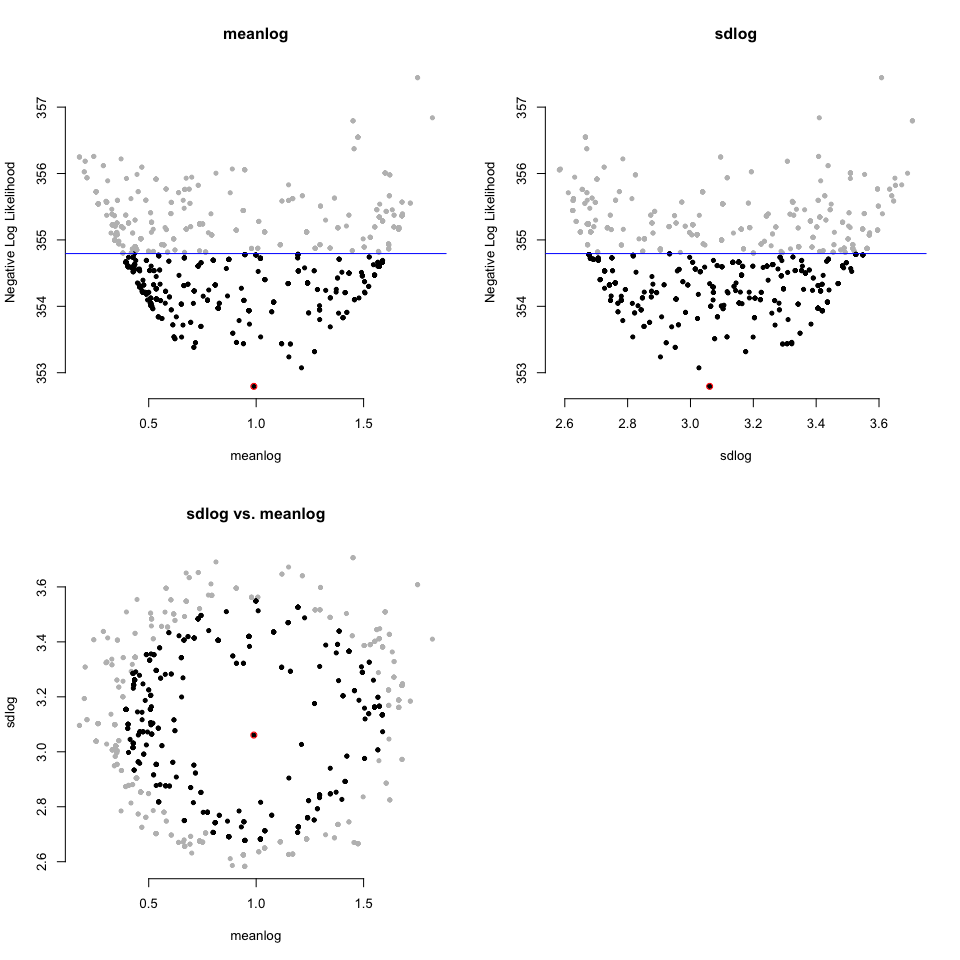 meanlog
Negative Log Likelihood
357
356
355
354
353
0.5 1.0 1.5
meanlog
sdlog
Negative Log Likelihood
357
356
355
354
353
2.6 2.8 3.0 3.2 3.4 3.6
sdlog
sdlog vs. meanlog
sdlog
3.6
3.4
3.2
3.0
2.8
2.6
0.5 1.0 1.5
meanlog